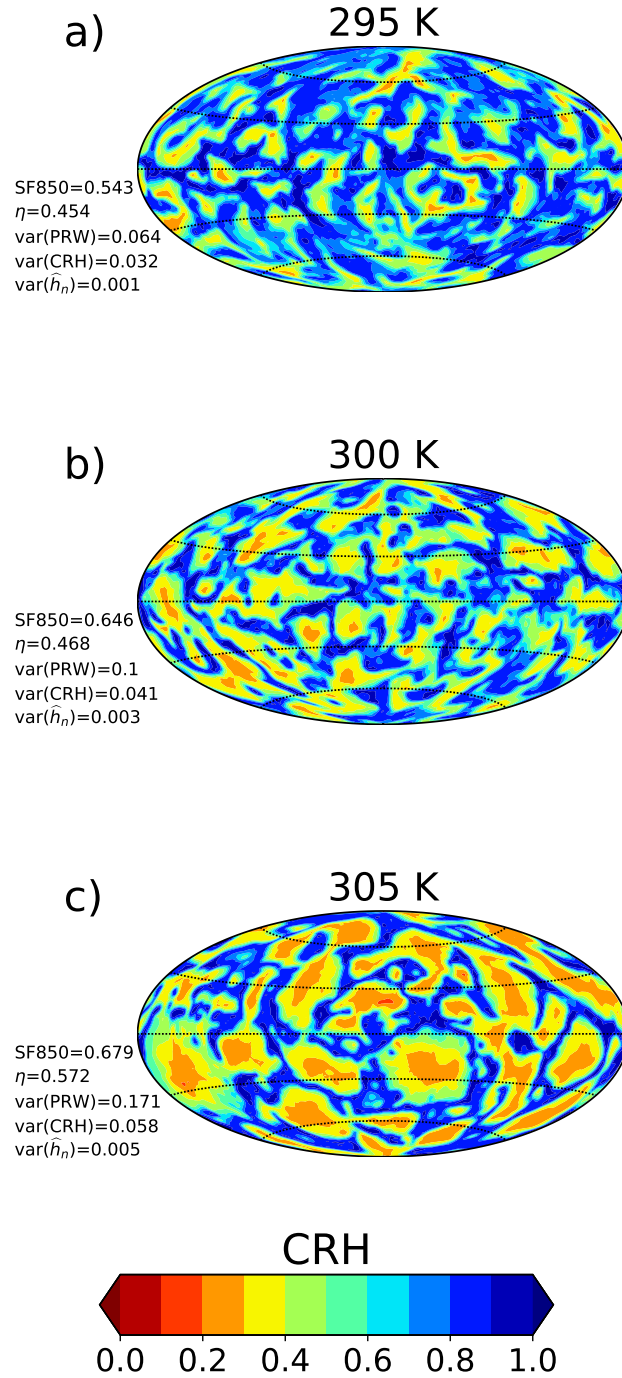 a)
295 K
SF850=0.543
η=0.454
var(PRW)=0.064
var(CRH)=0.032
var(ĥₙ)=0.001
b)
300 K
SF850=0.646
η=0.468
var(PRW)=0.1
var(CRH)=0.041
var(ĥₙ)=0.003
c)
305 K
SF850=0.679
η=0.572
var(PRW)=0.171
var(CRH)=0.058
var(ĥₙ)=0.005
CRH
0.0 0.2 0.4 0.6 0.8 1.0